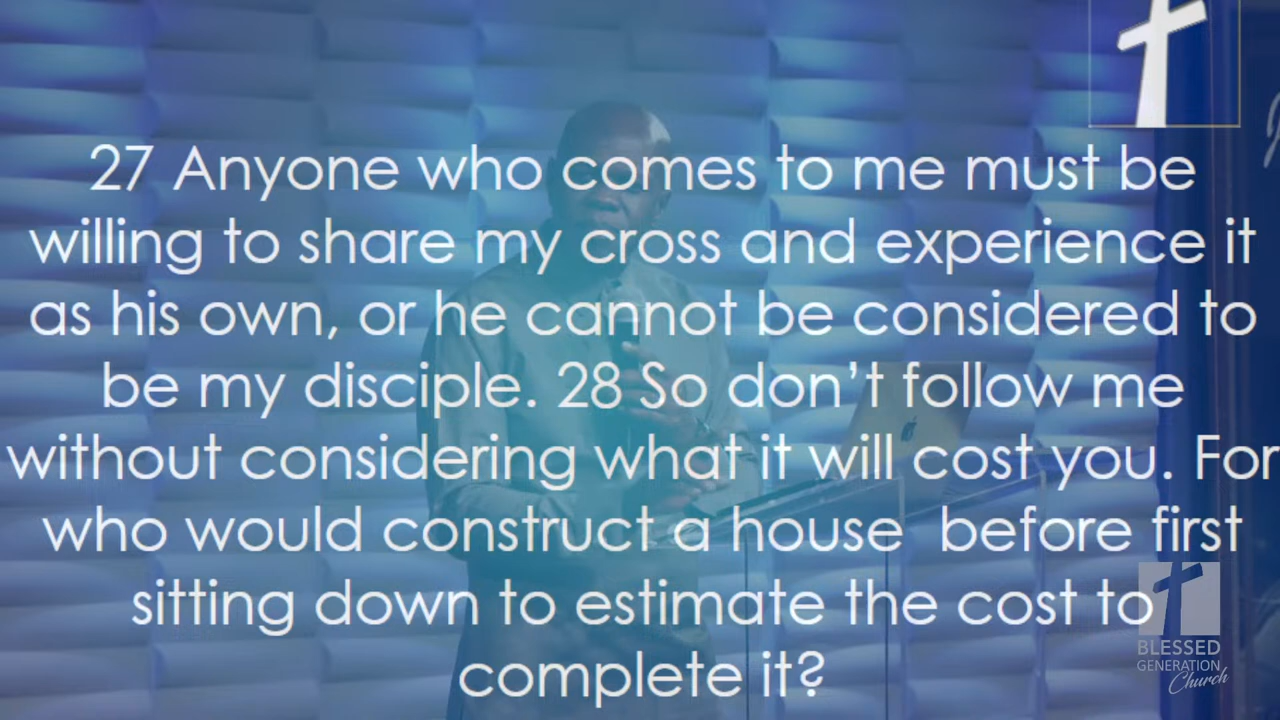 27 Anyone who comes to me must be
willing to share my cross and experience it
as his own, or he cannot be considered to
be my disciple. 28 So don’t follow me
without considering what it will cost you. For
who would construct a house  before first
sitting down to estimate the cost to
complete it?
BLESSED
GENERATION
Church